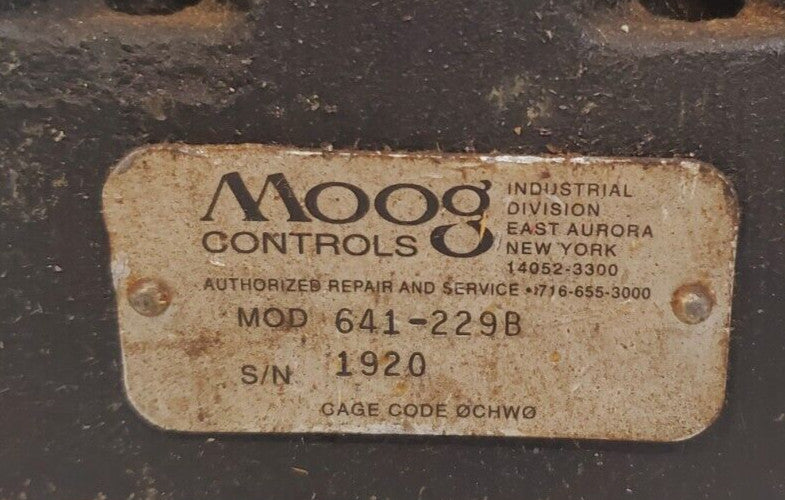 Moog
CONTROLS
INDUSTRIAL
DIVISION
EAST AURORA
NEW YORK
14052-3300
AUTHORIZED REPAIR AND SERVICE • 716-655-3000
MOD 641-229B
S/N 1920
CAGE CODE ØCHWØ